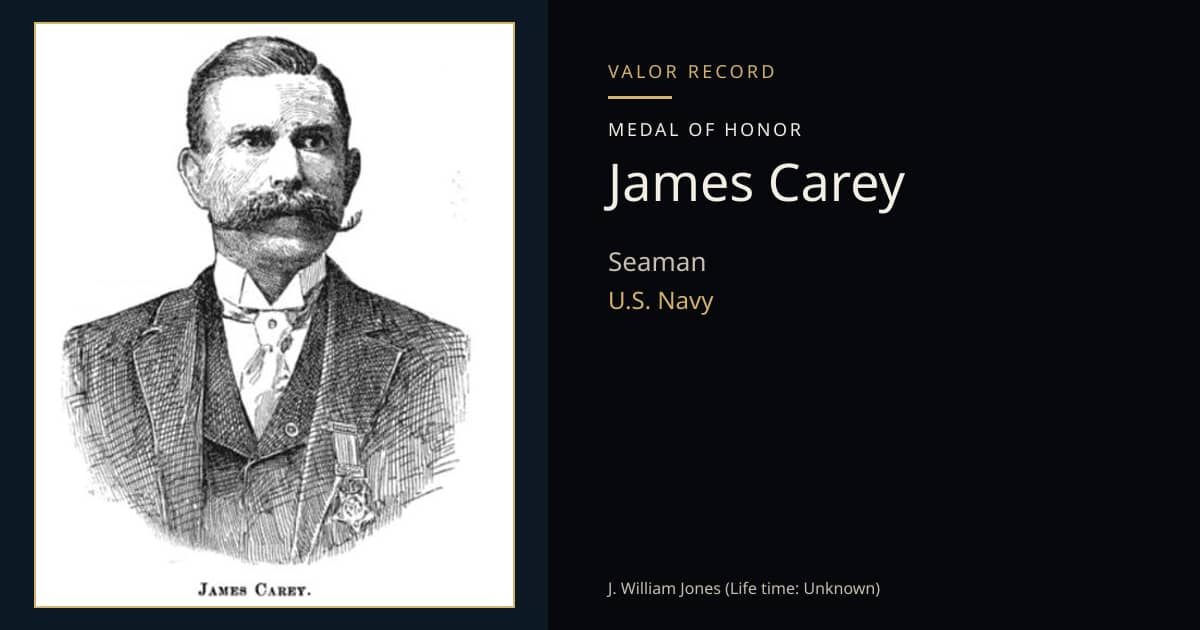 JAMES CAREY.
VALOR RECORD
MEDAL OF HONOR
James Carey
Seaman
U.S. Navy
J. William Jones (Life time: Unknown)